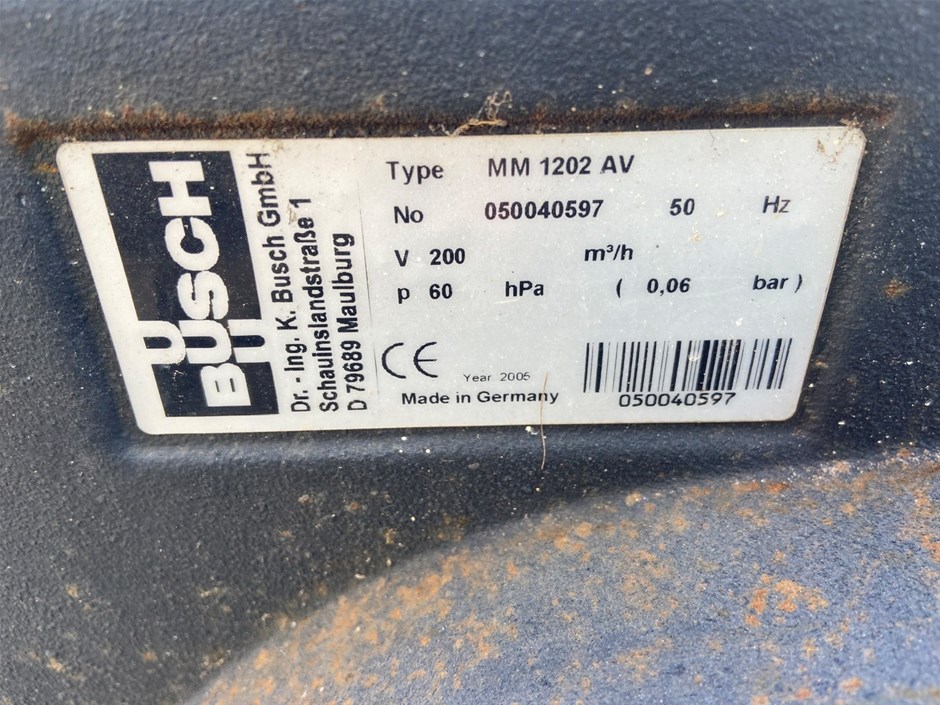 BUSCH
Dr. - Ing. K. Busch GmbH
Schauinslandstraße 1
D 79689 Maulburg
Type MM 1202 AV
No 050040597 50 Hz
V 200 m³/h
p 60 hPa ( 0,06 bar )
CE Year 2005
Made in Germany
050040597